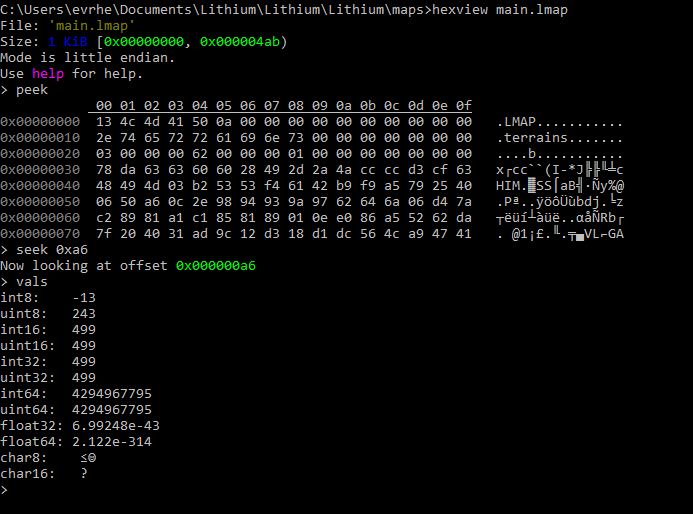 C:\Users\evrhe\Documents\Lithium\Lithium\Lithium\maps>hexview main.lmap
File: 'main.lmap'
Size: 1 KiB [0x00000000, 0x000004ab)
Mode is little endian.
Use help for help.
> peek
00 01 02 03 04 05 06 07 08 09 0a 0b 0c 0d 0e 0f
0x00000000 13 4c 4d 41 50 0a 00 00 00 00 00 00 00 00 00 00 .LMAP...........
0x00000010 2e 74 65 72 72 61 69 6e 73 00 00 00 00 00 00 00 .terrains.......
0x00000020 03 00 00 00 62 00 00 00 01 00 00 00 00 00 00 00 ....b...........
0x00000030 78 da 63 63 60 60 28 49 2d 2a 4a cc cc d3 cf 63 x┌cc``(I-*J╠╠╙╧c
0x00000040 48 49 4d 03 b2 53 53 f4 61 42 b9 f9 a5 79 25 40 HIM.▓SS⌠aB╣∙Ñy%@
0x00000050 06 50 a6 0c 2e 98 94 93 9a 97 62 64 6a 06 d4 7a .Pª..ÿöôÜùbdj.╘z
0x00000060 c2 89 81 a1 c1 85 81 89 01 0e e0 86 a5 52 62 da ┬ëüí┴àüë..αåÑRb┌
0x00000070 7f 20 40 31 ad 9c 12 d3 18 d1 dc 56 4c a9 47 41 . @1¡£.╙.╤▄VL⌐GA
> seek 0xa6
Now looking at offset 0x000000a6
> vals
int8: -13
uint8: 243
int16: 499
uint16: 499
int32: 499
uint32: 499
int64: 4294967795
uint64: 4294967795
float32: 6.99248e-43
float64: 2.122e-314
char8: ≤☺
char16: ?
>